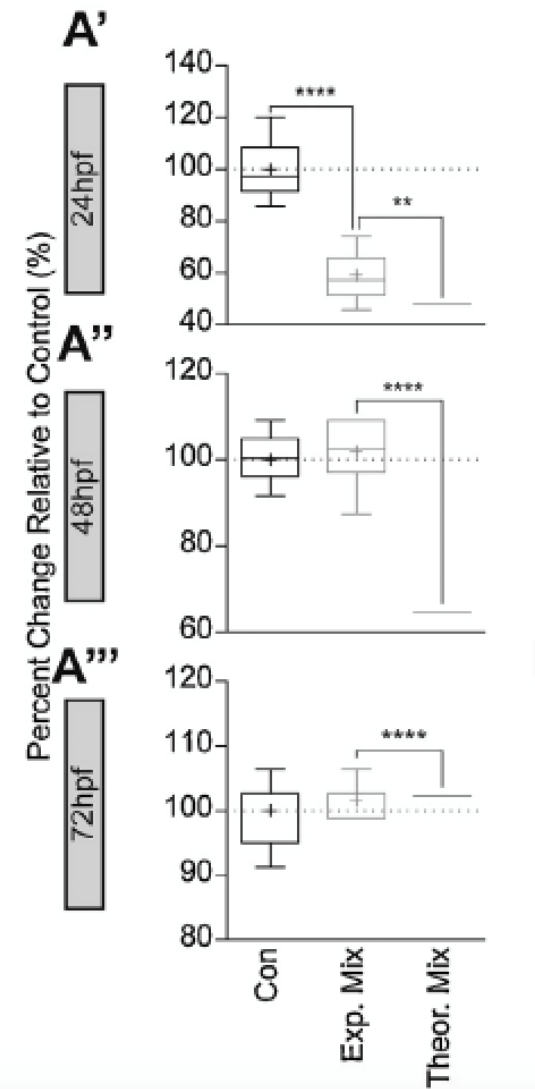 Percent Change Relative to Control (%)
A’
24hpf
140
120
100
80
60
40
****
**
A’’
48hpf
120
100
80
60
****
A’’’
72hpf
120
110
100
90
80
****
Con
Exp. Mix
Theor. Mix